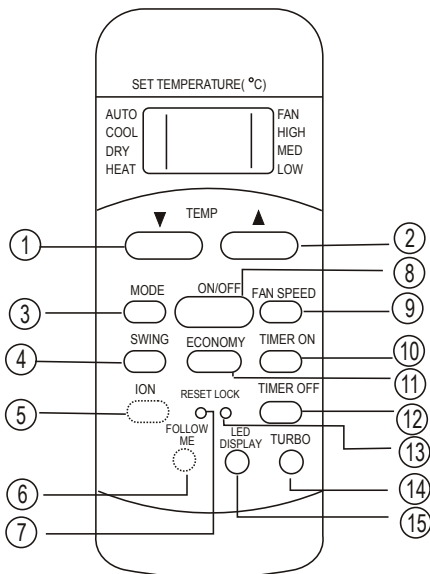 SET TEMPERATURE( °C)
AUTO FAN
COOL HIGH
DRY MED
HEAT LOW
▼ TEMP ▲
1 2
8
MODE ON/OFF FAN SPEED
3 9
SWING ECONOMY TIMER ON
4 10
11
ION RESET LOCK TIMER OFF
5 12
FOLLOW ME LED DISPLAY TURBO
13
6 14
7 15